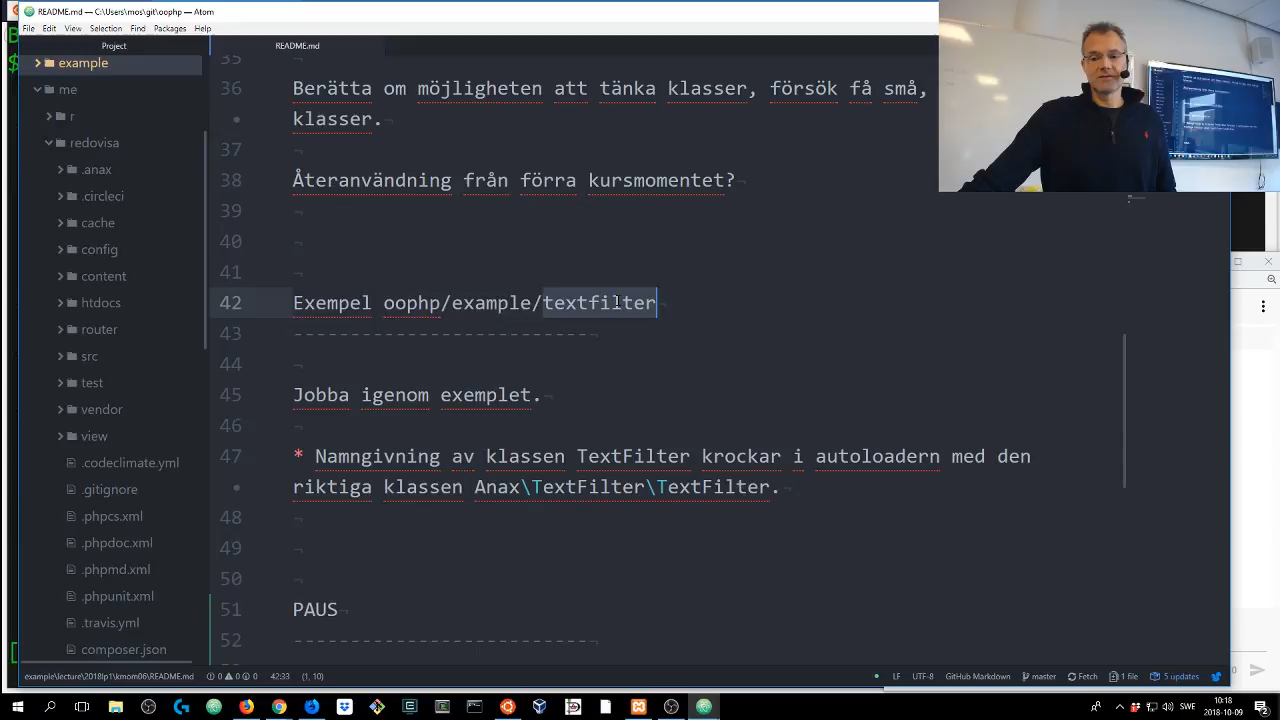 README.md — C:\Users\mos\git\oophp — Atom
File Edit View Selection Find Packages Help
Project
README.md
example
me
r
redovisa
.anax
.circleci
cache
config
content
htdocs
router
src
test
vendor
view
.codeclimate.yml
.gitignore
.phpcs.xml
.phpdoc.xml
.phpmd.xml
.phpunit.xml
.travis.yml
composer.json
35
36 Berätta om möjligheten att tänka klasser, försök få små,
klasser.
37
38 Återanvändning från förra kursmomentet?
39
40
41
42 Exempel oophp/example/textfilter
43 --------------------------
44
45 Jobba igenom exemplet.
46
47 * Namngivning av klassen TextFilter krockar i autoloadern med den
riktiga klassen Anax\TextFilter\TextFilter.
48
49
50
51 PAUS
52 --------------------------
example\lecture\2018lp1\kmom06\README.md 0 0 0 42:33 (1, 10) LF UTF-8 GitHub Markdown master Fetch 1 file 5 updates
SWE 10:18
2018-10-09